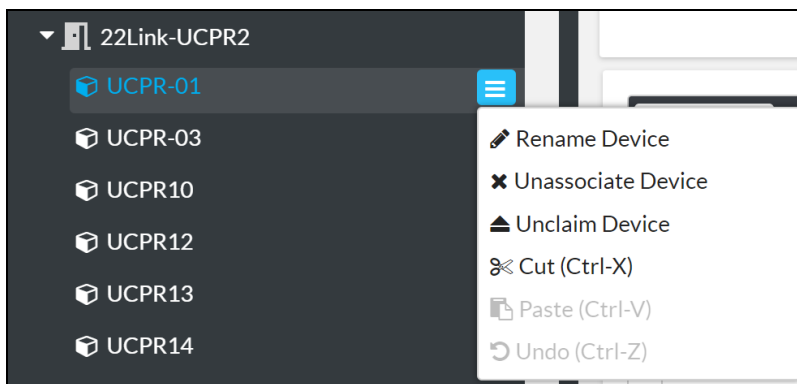 22Link-UCPR2
UCPR-01
UCPR-03
UCPR10
UCPR12
UCPR13
UCPR14
Rename Device
Unassociate Device
Unclaim Device
Cut (Ctrl-X)
Paste (Ctrl-V)
Undo (Ctrl-Z)